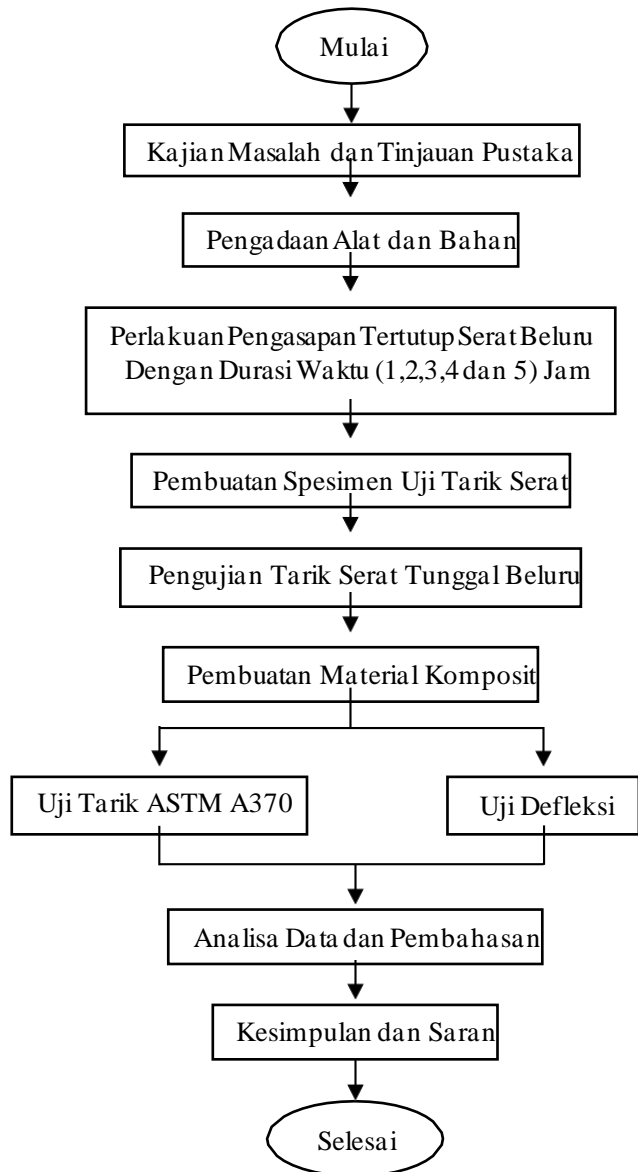 Mulai
Kajian Masalah dan Tinjauan Pustaka
Pengadaan Alat dan Bahan
Perlakuan Pengasapan Tertutup Serat Beluru
Dengan Durasi Waktu (1,2,3,4 dan 5) Jam
Pembuatan Spesimen Uji Tarik Serat
Pengujian Tarik Serat Tunggal Beluru
Pembuatan Material Komposit
Uji Tarik ASTM A370
Uji Defleksi
Analisa Data dan Pembahasan
Kesimpulan dan Saran
Selesai